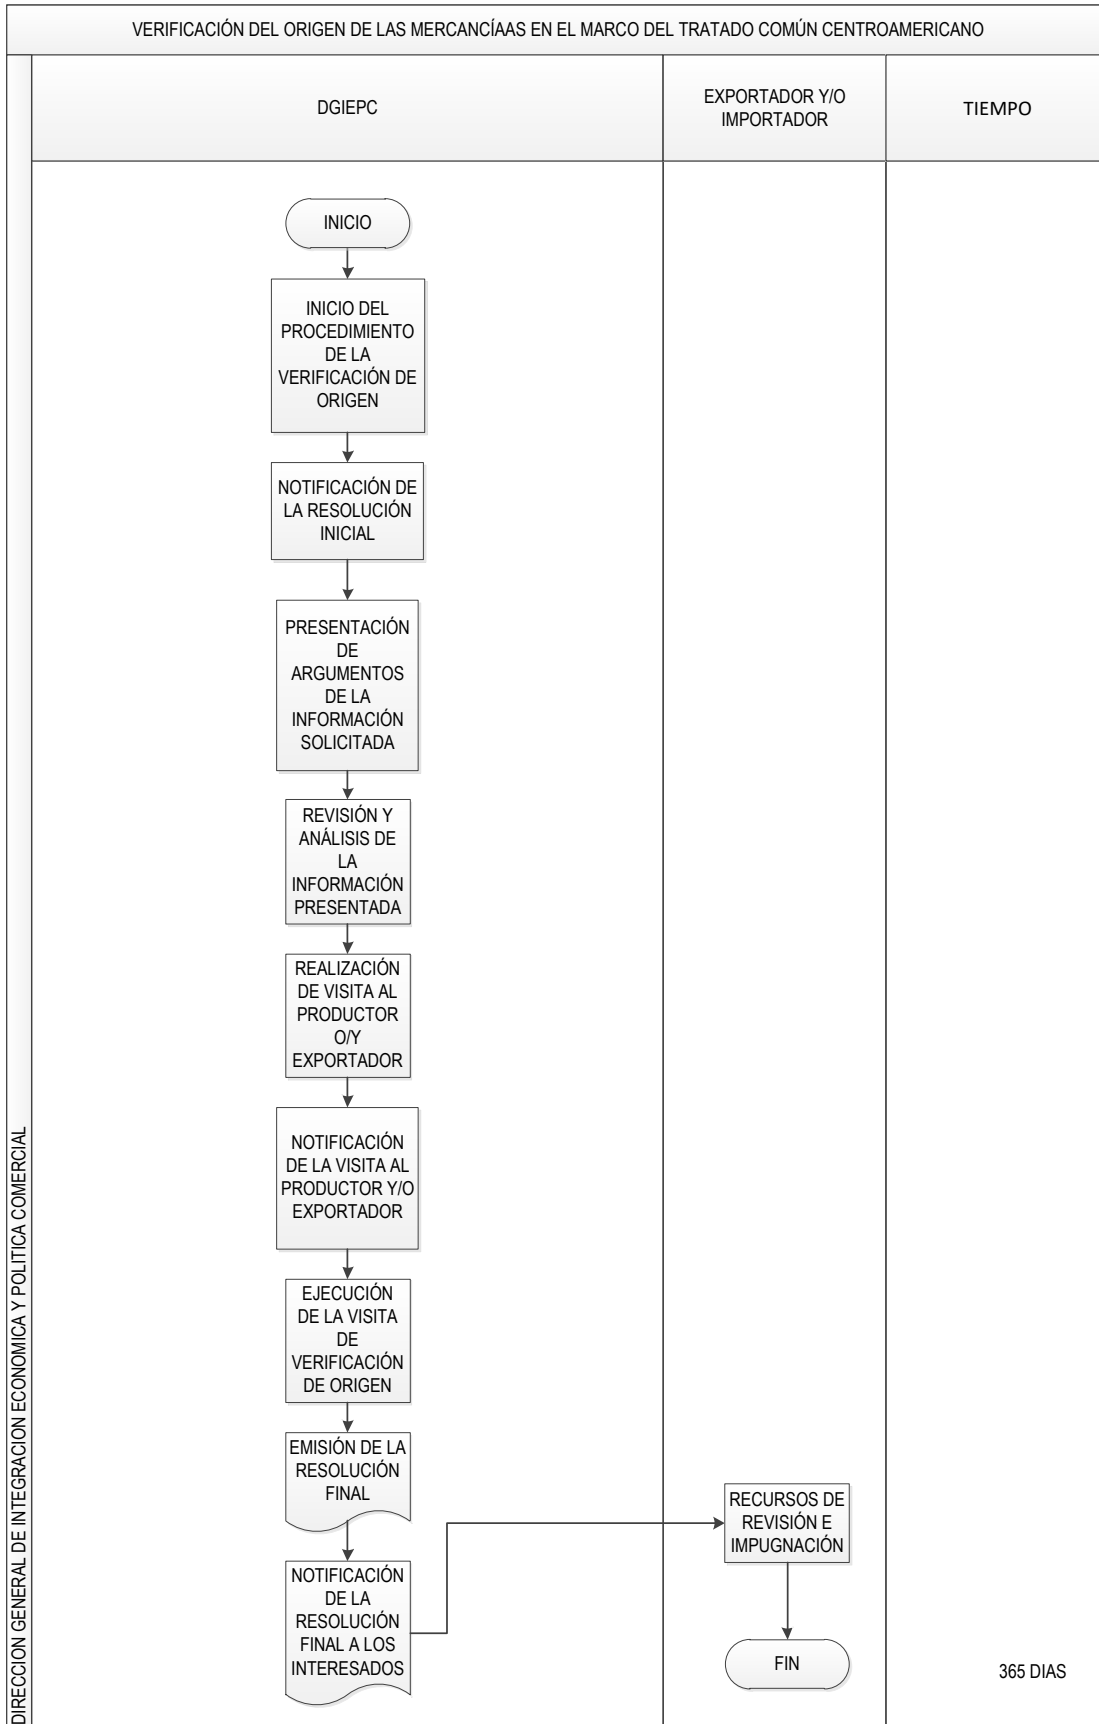 VERIFICACIÓN DEL ORIGEN DE LAS MERCANCÍAAS EN EL MARCO DEL TRATADO COMÚN CENTROAMERICANO
DGIEPC
EXPORTADOR Y/O
IMPORTADOR
TIEMPO
DIRECCION GENERAL DE INTEGRACION ECONOMICA Y POLITICA COMERCIAL
INICIO
INICIO DEL
PROCEDIMIENTO
DE LA
VERIFICACIÓN DE
ORIGEN
NOTIFICACIÓN DE
LA RESOLUCIÓN
INICIAL
PRESENTACIÓN
DE
ARGUMENTOS
DE LA
INFORMACIÓN
SOLICITADA
REVISIÓN Y
ANÁLISIS DE
LA
INFORMACIÓN
PRESENTADA
REALIZACIÓN
DE VISITA AL
PRODUCTOR
O/Y
EXPORTADOR
NOTIFICACIÓN
DE LA VISITA AL
PRODUCTOR Y/O
EXPORTADOR
EJECUCIÓN
DE LA VISITA
DE
VERIFICACIÓN
DE ORIGEN
EMISIÓN DE LA
RESOLUCIÓN
FINAL
NOTIFICACIÓN
DE LA
RESOLUCIÓN
FINAL A LOS
INTERESADOS
RECURSOS DE
REVISIÓN E
IMPUGNACIÓN
FIN
365 DIAS